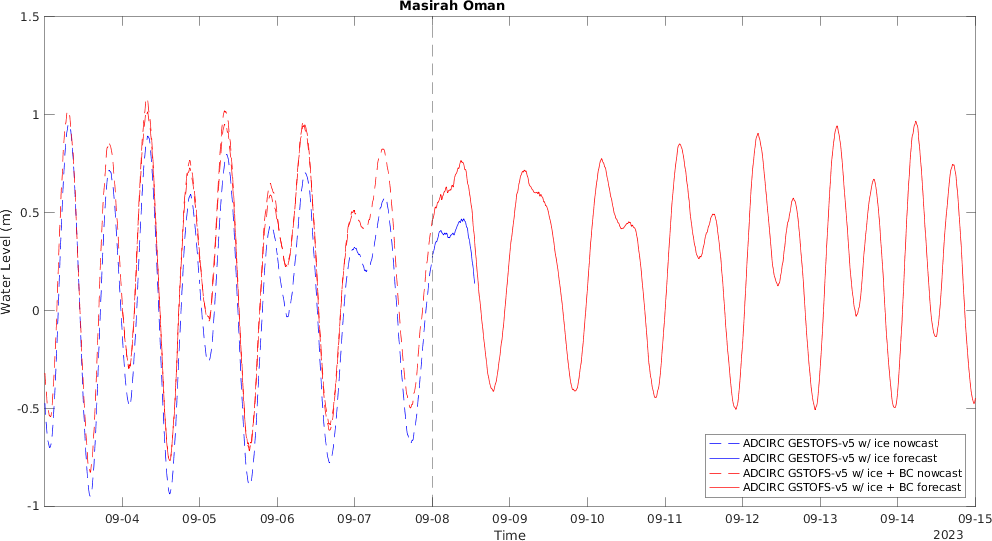 Masirah Oman
Water Level (m)
1.5
1
0.5
0
-0.5
-1
09-04 09-05 09-06 09-07 09-08 09-09 09-10 09-11 09-12 09-13 09-14 09-15
Time
2023
ADCIRC GESTOFS-v5 w/ ice nowcast
ADCIRC GESTOFS-v5 w/ ice forecast
ADCIRC GSTOFS-v5 w/ ice + BC nowcast
ADCIRC GSTOFS-v5 w/ ice + BC forecast